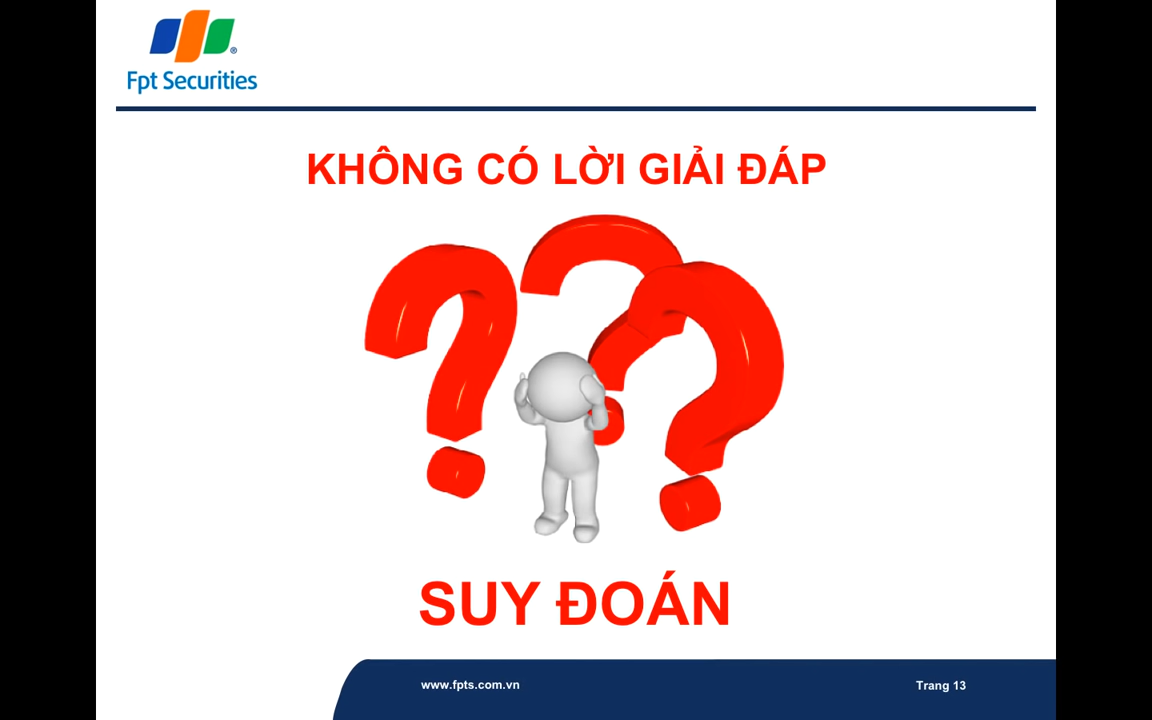 Fpt Securities
KHÔNG CÓ LỜI GIẢI ĐÁP
SUY ĐOÁN
www.fpts.com.vn
Trang 13